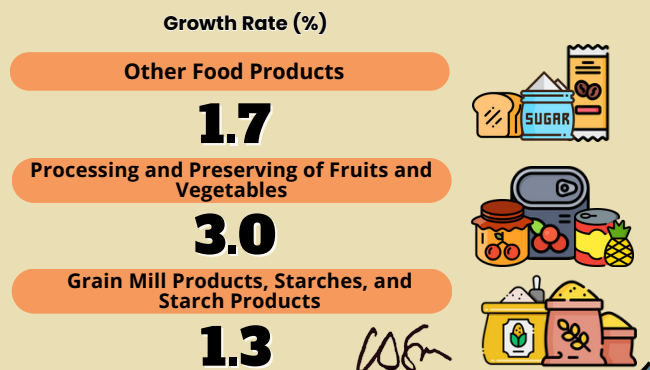 Growth Rate (%)
Other Food Products
1.7
SUGAR
Processing and Preserving of Fruits and
Vegetables
3.0
Grain Mill Products, Starches, and
Starch Products
1.3